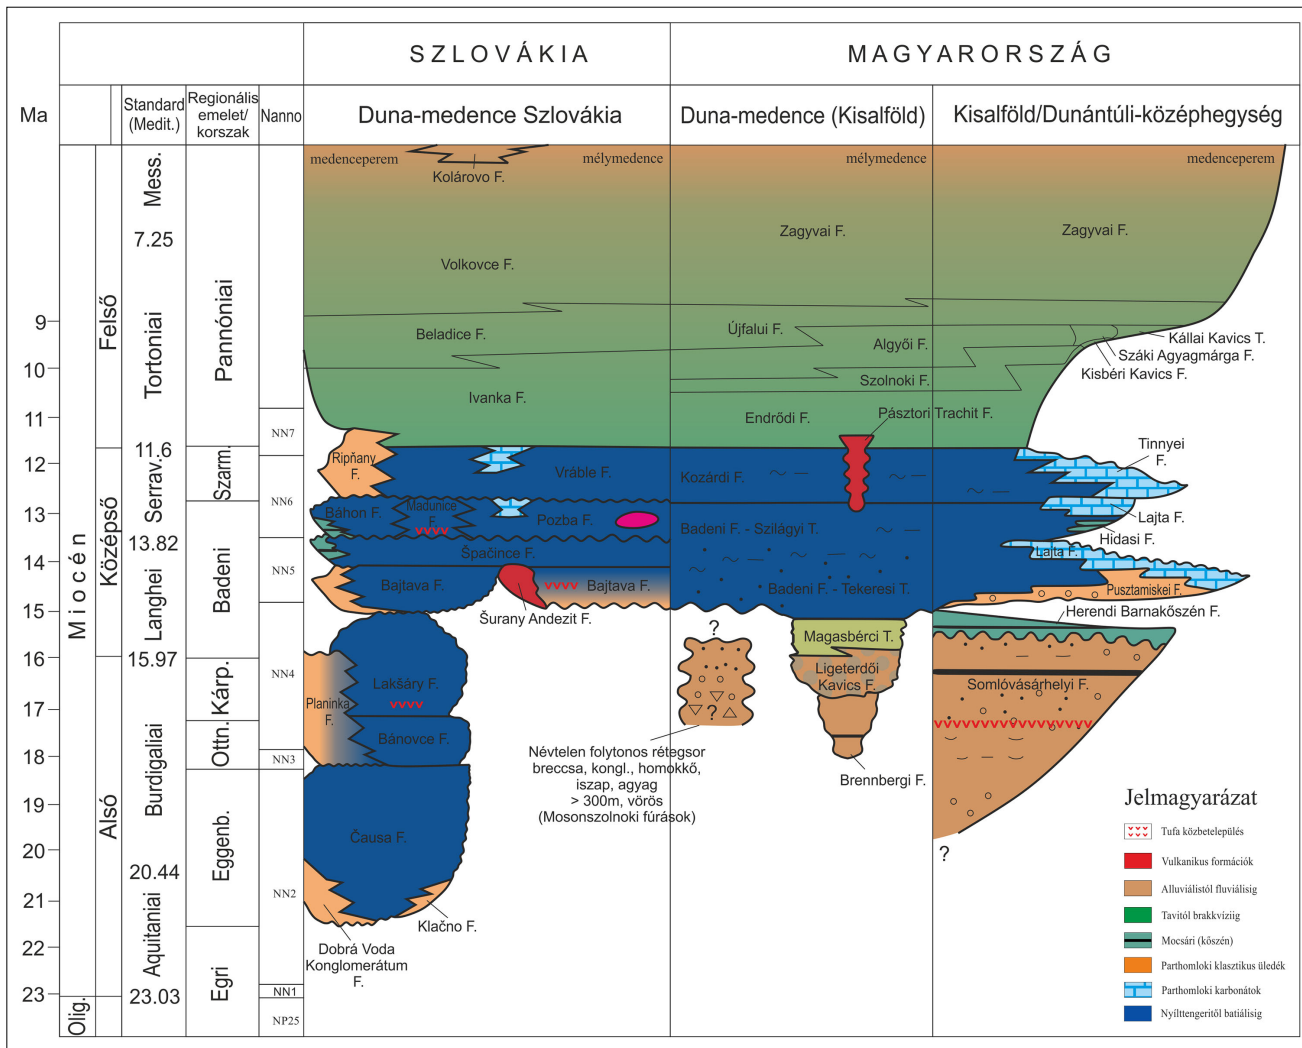 SZLOVÁKIA
MAGYARORSZÁG
Ma
Standard
(Medit.)
Regionális
emelet/
korszak
Nanno
Duna-medence Szlovákia
Duna-medence (Kisalföld)
Kisalföld/Dunántúli-középhegység
medenceperem
mélymedence
mélymedence
medenceperem
Kolárovo F.
Mess.
7.25
Zagyvai F.
Zagyvai F.
Volkovce F.
Felső
Tortoniai
Pannóniai
9
Beladice F.
Újfalui F.
Algyői F.
Kállai Kavics T.
Száki Agyagmárga F.
Kisbéri Kavics F.
10
Szolnoki F.
Ivanka F.
Endrődi F.
Pásztori Trachit F.
11
NN7
11.6
Ripňany
F.
Tinnyei
F.
12
Serrav.
Szarm.
Vráble F.
Kozárdi F.
NN6
Madunice
F.
Báhon F.
Pozba F.
Lajta F.
13
Badeni F. - Szilágyi T.
Hidasi F.
Miocén
Középső
13.82
Špačince F.
Lajta F.
14
Langhei
Badeni
NN5
Bajtava F.
Bajtava F.
Badeni F. - Tekeresi T.
Pusztamiskei F.
15
Šurany Andezit F.
Herendi Barnakőszén F.
?
Magasbérci T.
16
15.97
Kárp.
NN4
Lakšáry F.
Ligeterdői
Kavics F.
Somlóvásárhelyi F.
Planinka
F.
17
?
Ottn.
Bánovce F.
18
NN3
Névtelen folytonos rétegsor
breccsa, kongl., homokkő,
iszap, agyag
> 300m, vörös
(Mosonszolnoki fúrások)
Brennbergi F.
Burdigaliai
19
Alsó
Čausa F.
Eggenb.
20
?
20.44
NN2
21
Klačno F.
Aquitaniai
22
Dobrá Voda
Konglomerátum
F.
Egri
23
23.03
NN1
Olig.
NP25
Jelmagyarázat
Tufa közbetelepülés
Vulkanikus formációk
Alluviálistól fluviálisig
Tavitól brakkvíziig
Mocsári (kőszén)
Parthomloki klasztikus üledék
Parthomloki karbonátok
Nyílttengeritől batiálisig